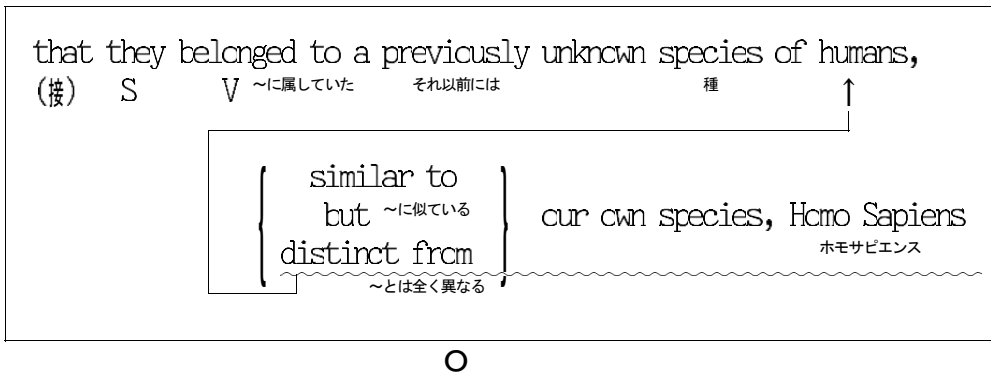 that they belonged to a previously unknown species of humans,
(接) S V ～に属していた それ以前には 種 ↑
similar to
but ～に似ている
our own species, Homo Sapiens
ホモサピエンス
distinct from
～とは全く異なる